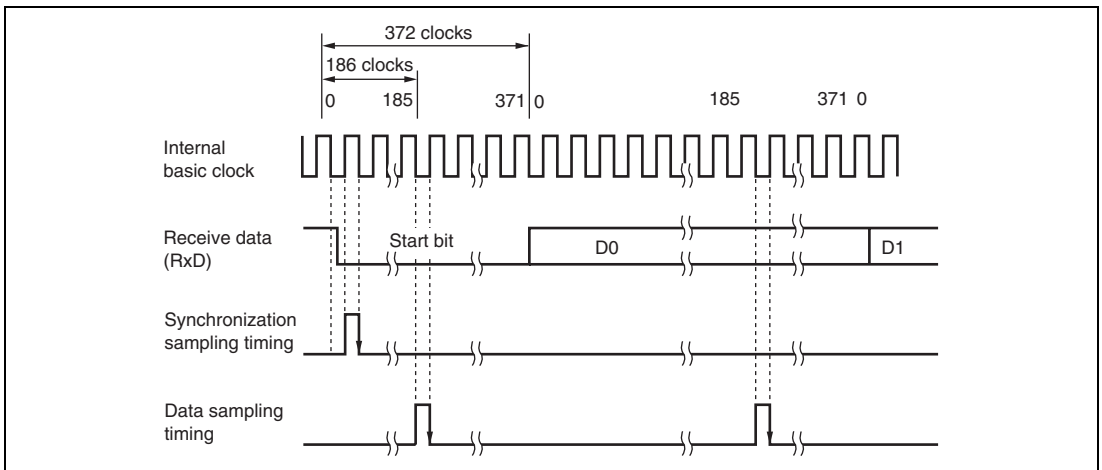 372 clocks
186 clocks
0 185 371 0 185 371 0
Internal
basic clock
Receive data
(RxD)
Start bit D0 D1
Synchronization
sampling timing
Data sampling
timing